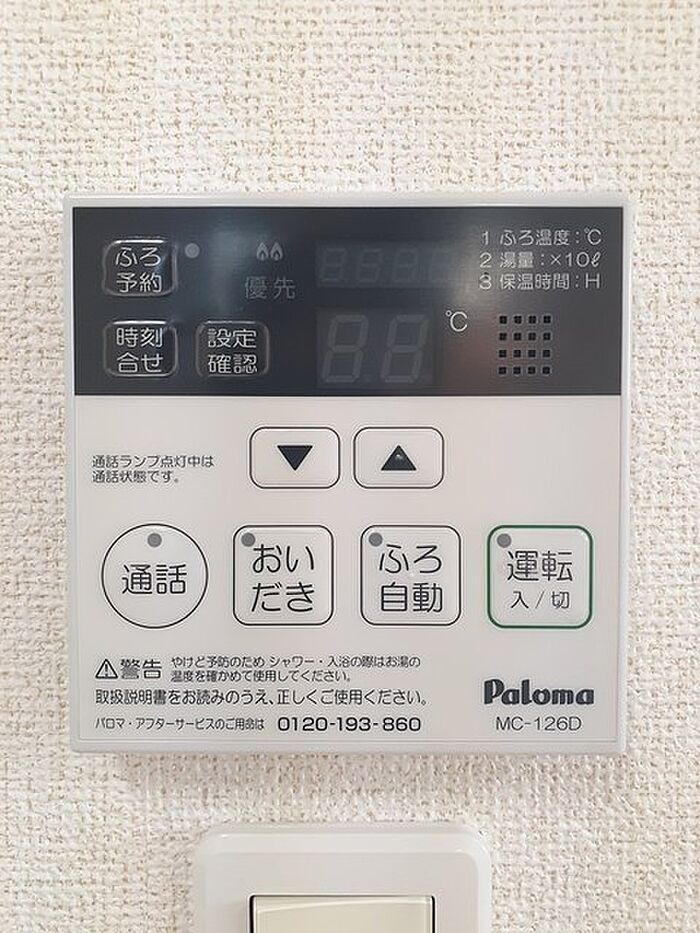 ふろ
予約
優先
1 ふろ温度：℃
2 湯量：×10ℓ
3 保温時間：H
時刻
合せ
設定
確認
℃
通話ランプ点灯中は
通話状態です。
▼
▲
通話
おい
だき
ふろ
自動
運転
入/切
警告 やけど予防のため シャワー・入浴の際はお湯の
温度を確かめて使用してください。
取扱説明書をお読みのうえ、正しくご使用ください。
パロマ・アフターサービスのご用命は 0120-193-860
Paloma
MC-126D